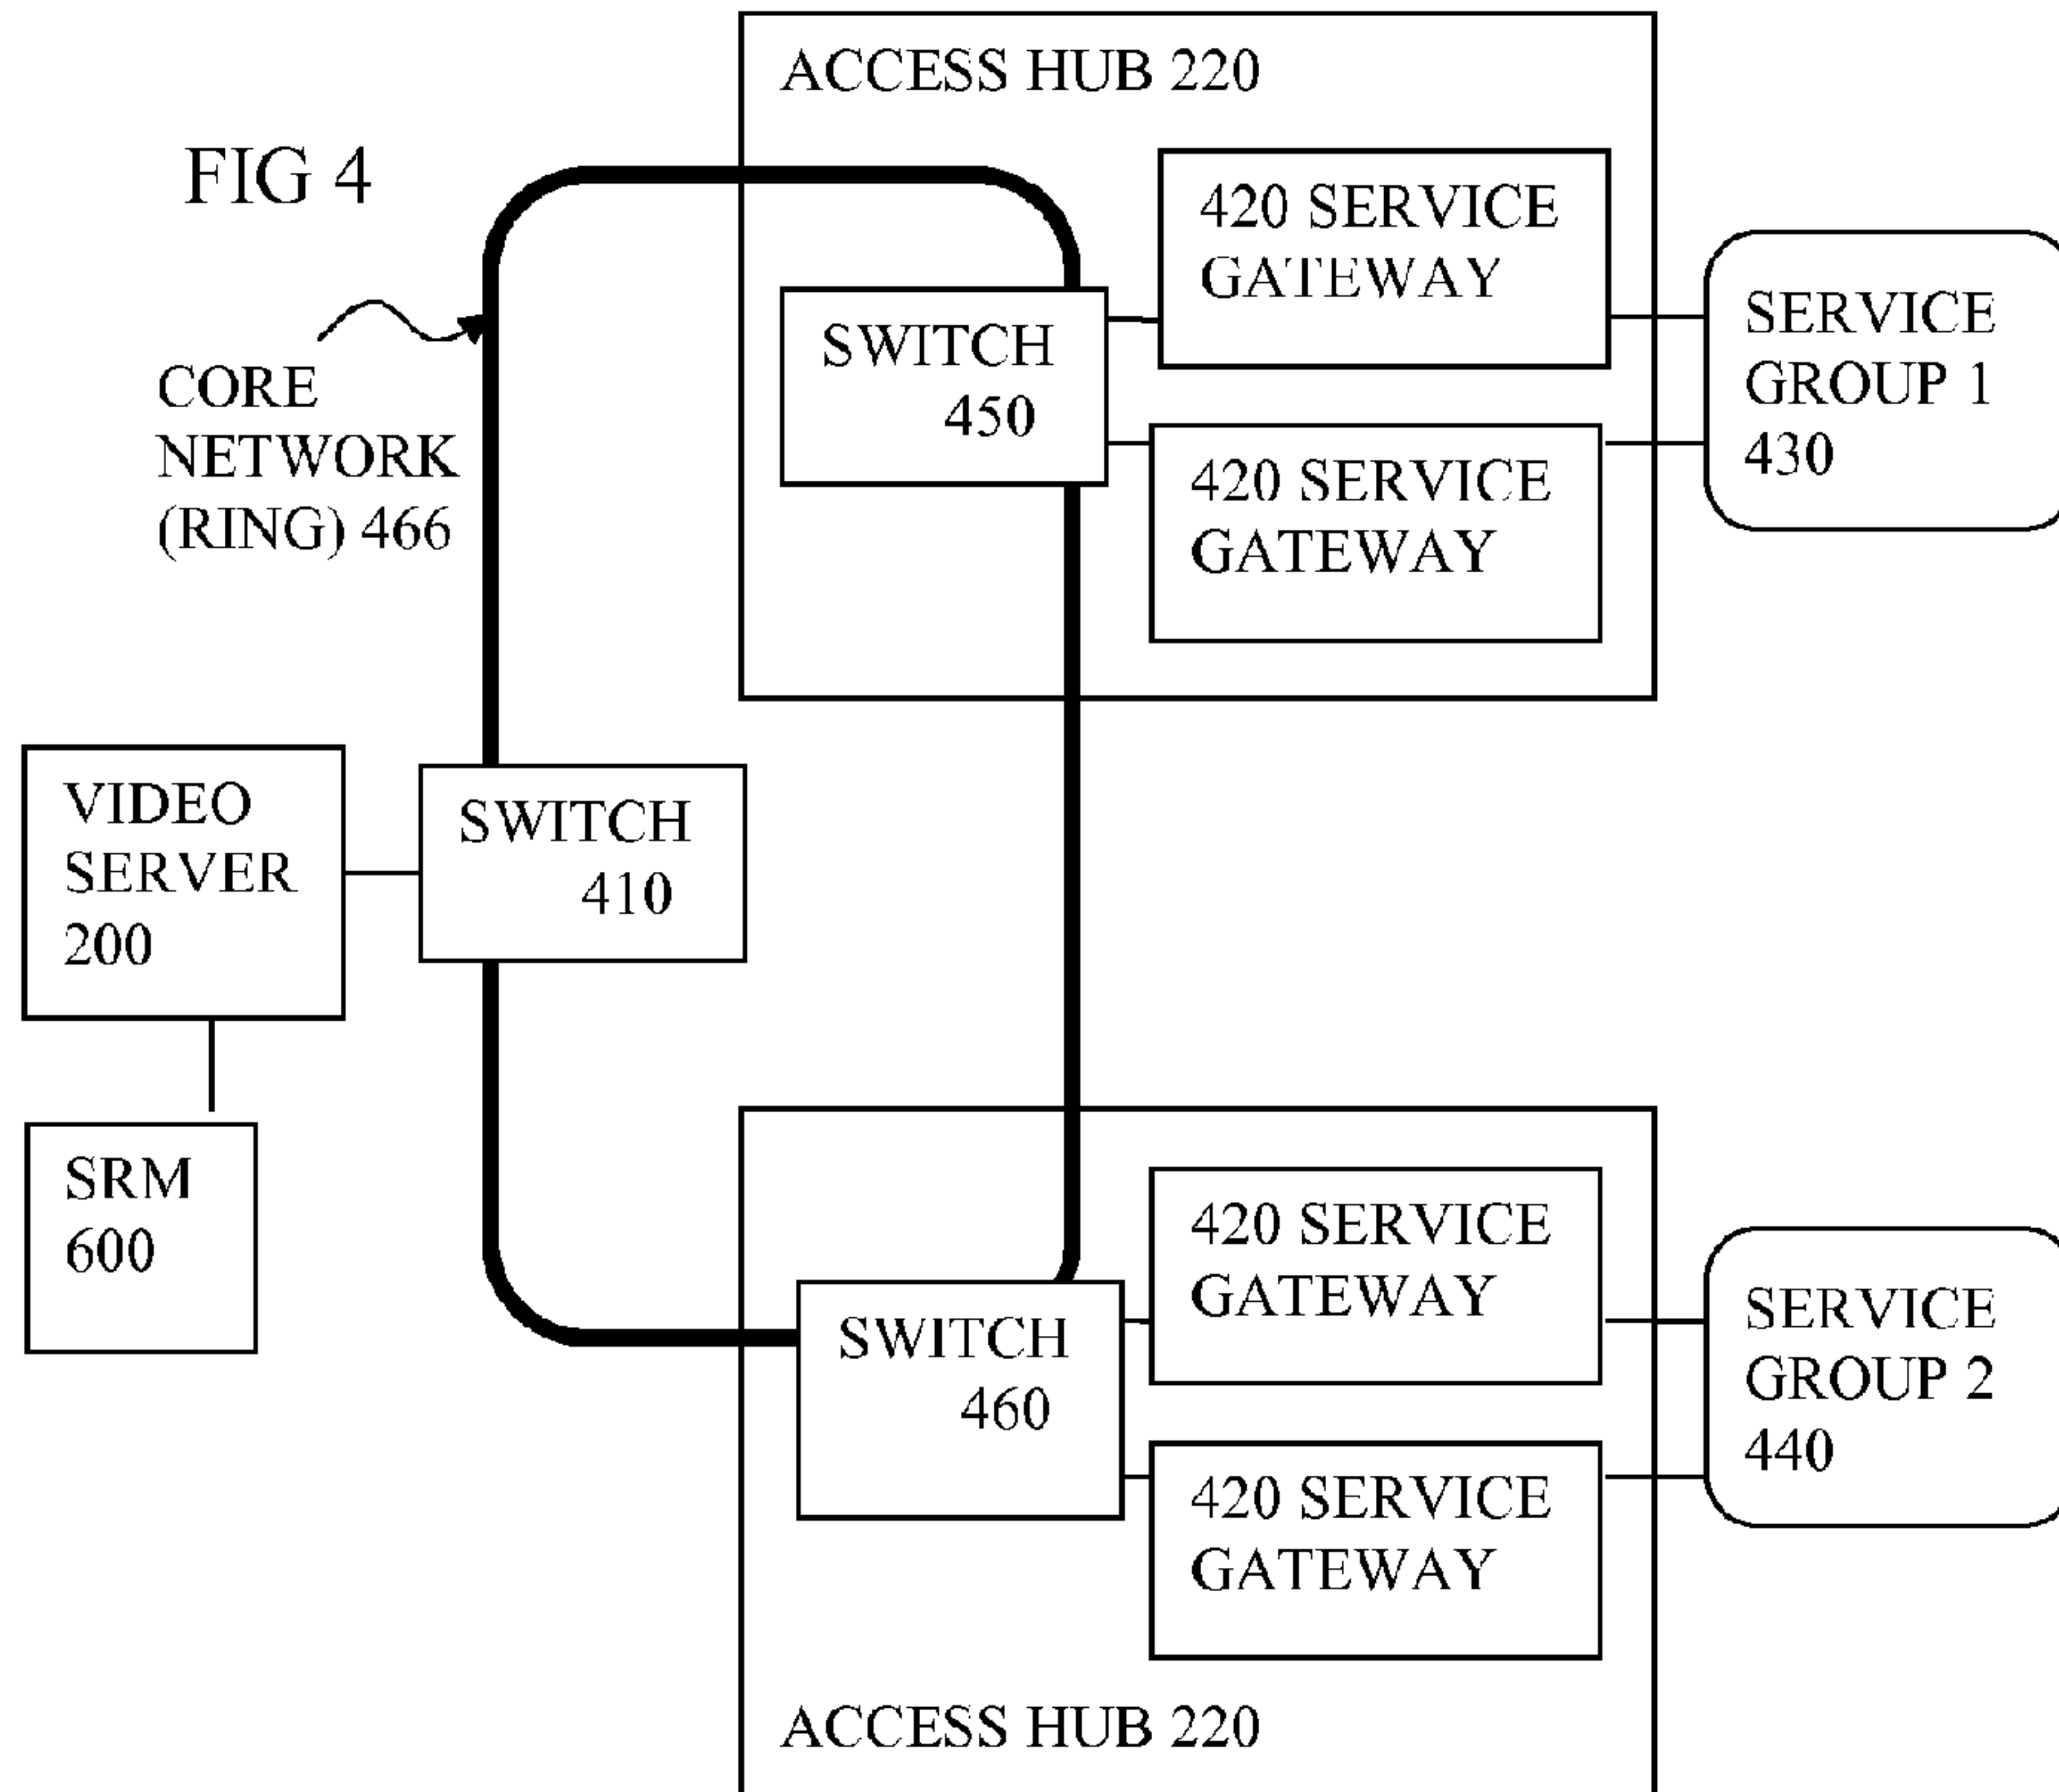 ACCESS HUB 220
FIG 4
420 SERVICE
GATEWAY
SWITCH
450
SERVICE
GROUP 1
430
CORE
NETWORK
(RING) 466
420 SERVICE
GATEWAY
VIDEO
SERVER
200
SWITCH
410
SRM
600
420 SERVICE
GATEWAY
SWITCH
460
SERVICE
GROUP 2
440
420 SERVICE
GATEWAY
ACCESS HUB 220